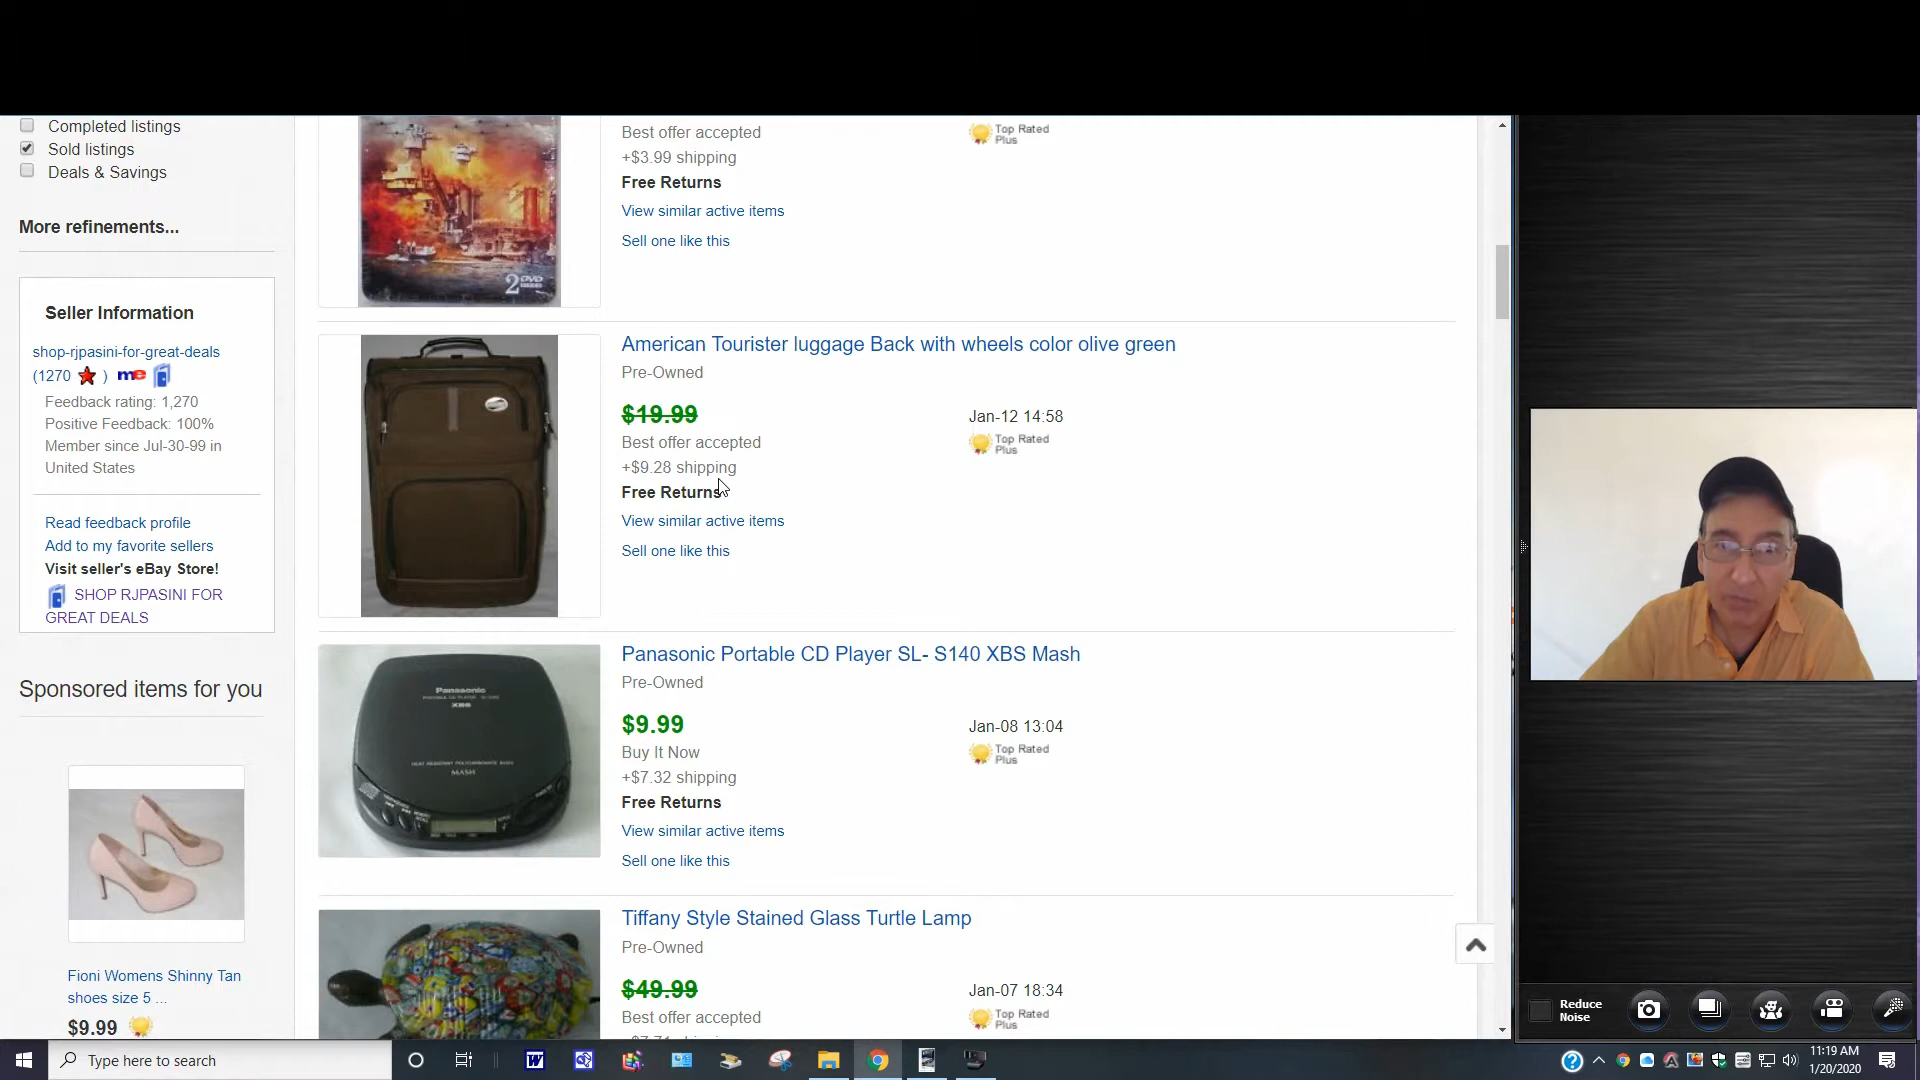 Completed listings
Sold listings
Deals & Savings
More refinements...
Seller Information
shop-rjpasini-for-great-deals
(1270 ) me
Feedback rating: 1,270
Positive Feedback: 100%
Member since Jul-30-99 in
United States
Read feedback profile
Add to my favorite sellers
Visit seller's eBay Store!
SHOP RJPASINI FOR
GREAT DEALS
Sponsored items for you
Fioni Womens Shinny Tan
shoes size 5 ...
$9.99
2 DVD
Best offer accepted
+$3.99 shipping
Free Returns
View similar active items
Sell one like this
Top Rated
Plus
American Tourister luggage Back with wheels color olive green
Pre-Owned
$19.99
Best offer accepted
+$9.28 shipping
Free Returns
View similar active items
Sell one like this
Jan-12 14:58
Top Rated
Plus
Panasonic
XBS
MASH
Panasonic Portable CD Player SL- S140 XBS Mash
Pre-Owned
$9.99
Buy It Now
+$7.32 shipping
Free Returns
View similar active items
Sell one like this
Jan-08 13:04
Top Rated
Plus
Tiffany Style Stained Glass Turtle Lamp
Pre-Owned
$49.99
Best offer accepted
Jan-07 18:34
Top Rated
Plus
Reduce
Noise
Type here to search
11:19 AM
1/20/2020